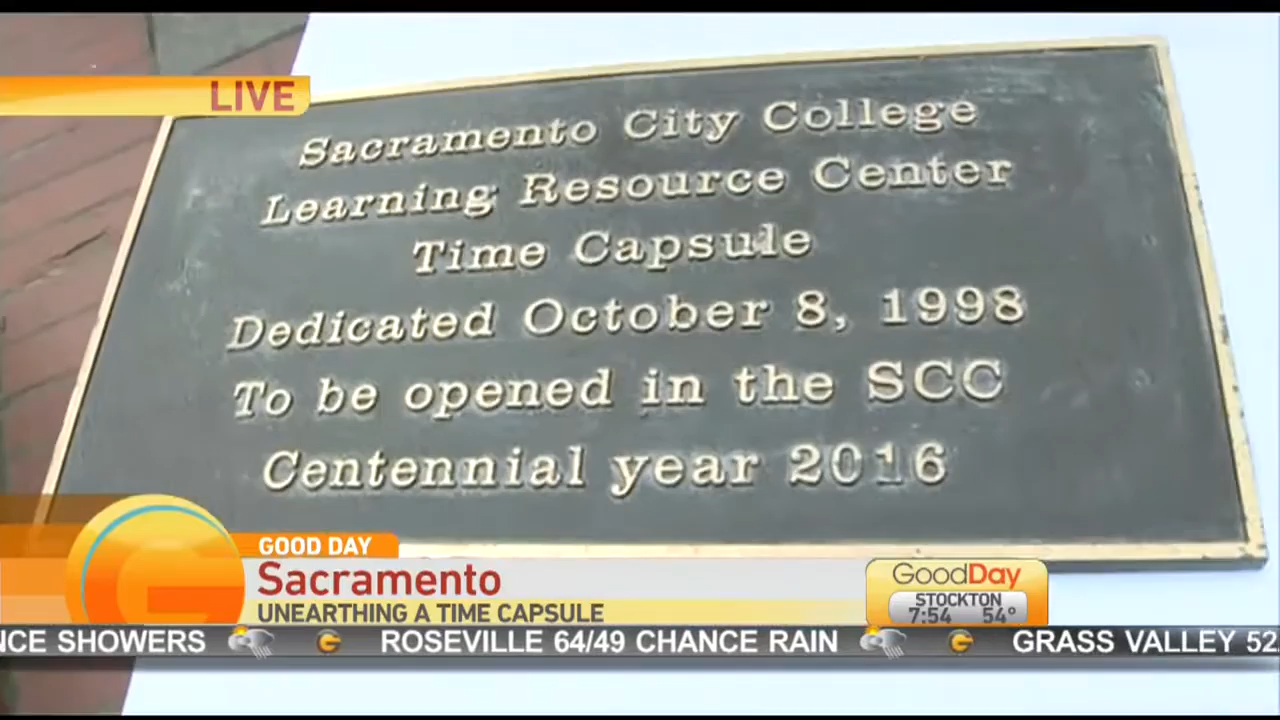 LIVE
Sacramento City College
Learning Resource Center
Time Capsule
Dedicated October 8, 1998
To be opened in the SCC
Centennial year 2016
GOOD DAY
Sacramento
UNEARTHING A TIME CAPSULE
GoodDay
STOCKTON
7:54 54°
NCE SHOWERS ROSEVILLE 64/49 CHANCE RAIN GRASS VALLEY 52/